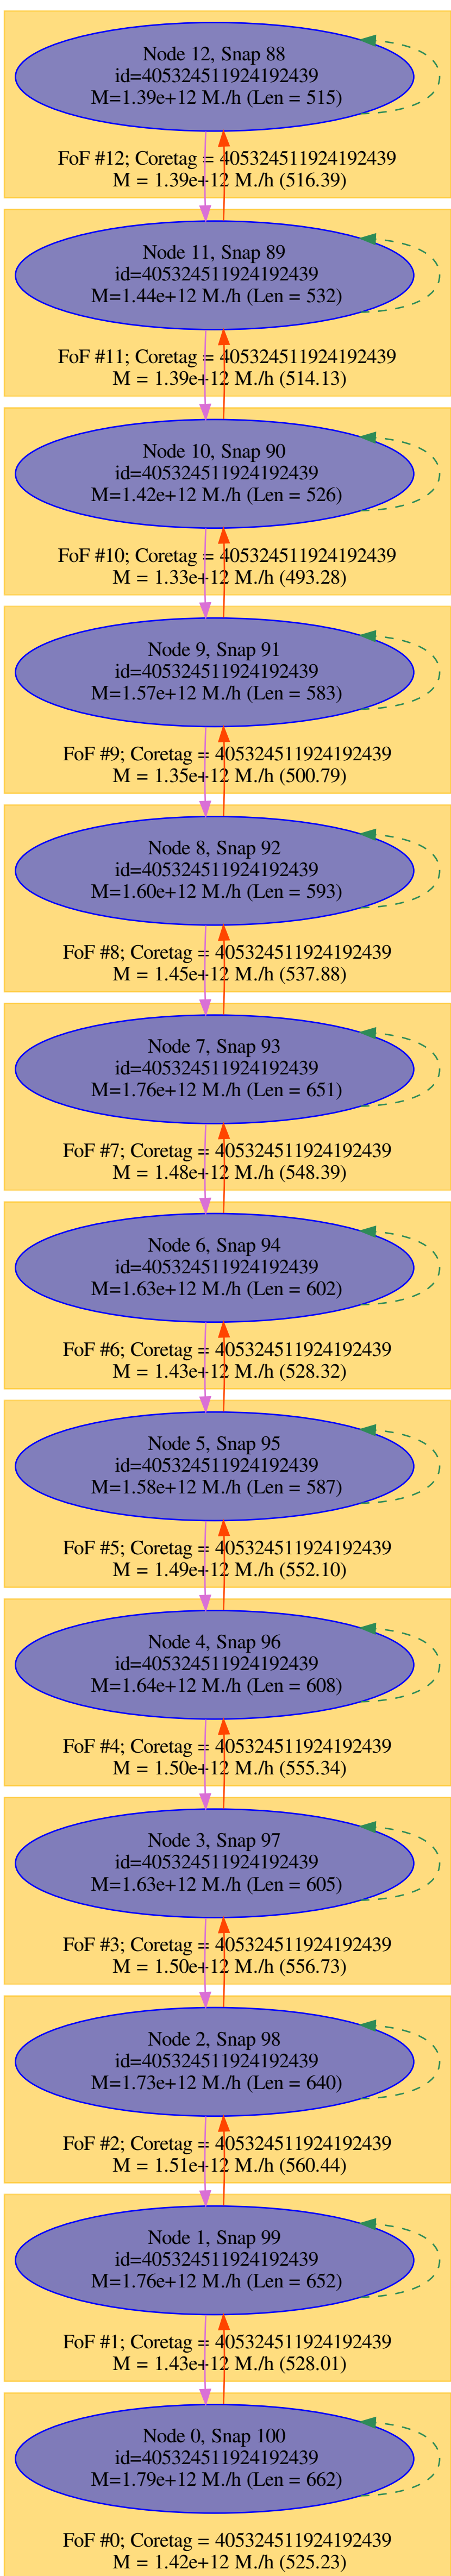 Node 12, Snap 88
id=405324511924192439
M=1.39e+12 M./h (Len = 515)
FoF #12; Coretag = 405324511924192439
M = 1.39e+12 M./h (516.39)
Node 11, Snap 89
id=405324511924192439
M=1.44e+12 M./h (Len = 532)
FoF #11; Coretag = 405324511924192439
M = 1.39e+12 M./h (514.13)
Node 10, Snap 90
id=405324511924192439
M=1.42e+12 M./h (Len = 526)
FoF #10; Coretag = 405324511924192439
M = 1.33e+12 M./h (493.28)
Node 9, Snap 91
id=405324511924192439
M=1.57e+12 M./h (Len = 583)
FoF #9; Coretag = 405324511924192439
M = 1.35e+12 M./h (500.79)
Node 8, Snap 92
id=405324511924192439
M=1.60e+12 M./h (Len = 593)
FoF #8; Coretag = 405324511924192439
M = 1.45e+12 M./h (537.88)
Node 7, Snap 93
id=405324511924192439
M=1.76e+12 M./h (Len = 651)
FoF #7; Coretag = 405324511924192439
M = 1.48e+12 M./h (548.39)
Node 6, Snap 94
id=405324511924192439
M=1.63e+12 M./h (Len = 602)
FoF #6; Coretag = 405324511924192439
M = 1.43e+12 M./h (528.32)
Node 5, Snap 95
id=405324511924192439
M=1.58e+12 M./h (Len = 587)
FoF #5; Coretag = 405324511924192439
M = 1.49e+12 M./h (552.10)
Node 4, Snap 96
id=405324511924192439
M=1.64e+12 M./h (Len = 608)
FoF #4; Coretag = 405324511924192439
M = 1.50e+12 M./h (555.34)
Node 3, Snap 97
id=405324511924192439
M=1.63e+12 M./h (Len = 605)
FoF #3; Coretag = 405324511924192439
M = 1.50e+12 M./h (556.73)
Node 2, Snap 98
id=405324511924192439
M=1.73e+12 M./h (Len = 640)
FoF #2; Coretag = 405324511924192439
M = 1.51e+12 M./h (560.44)
Node 1, Snap 99
id=405324511924192439
M=1.76e+12 M./h (Len = 652)
FoF #1; Coretag = 405324511924192439
M = 1.43e+12 M./h (528.01)
Node 0, Snap 100
id=405324511924192439
M=1.79e+12 M./h (Len = 662)
FoF #0; Coretag = 405324511924192439
M = 1.42e+12 M./h (525.23)